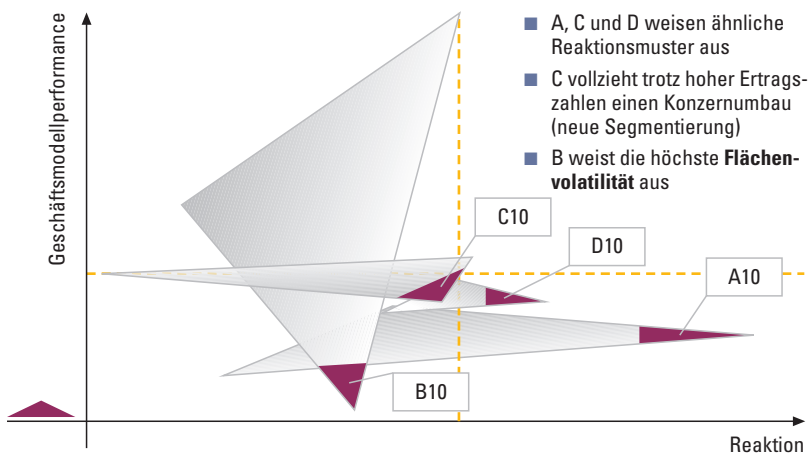 Geschäftsmodellperformance
■ A, C und D weisen ähnliche
Reaktionsmuster aus
■ C vollzieht trotz hoher Ertrags-
zahlen einen Konzernumbau
(neue Segmentierung)
■ B weist die höchste Flächen-
volatilität aus
C10
D10
A10
B10
Reaktion